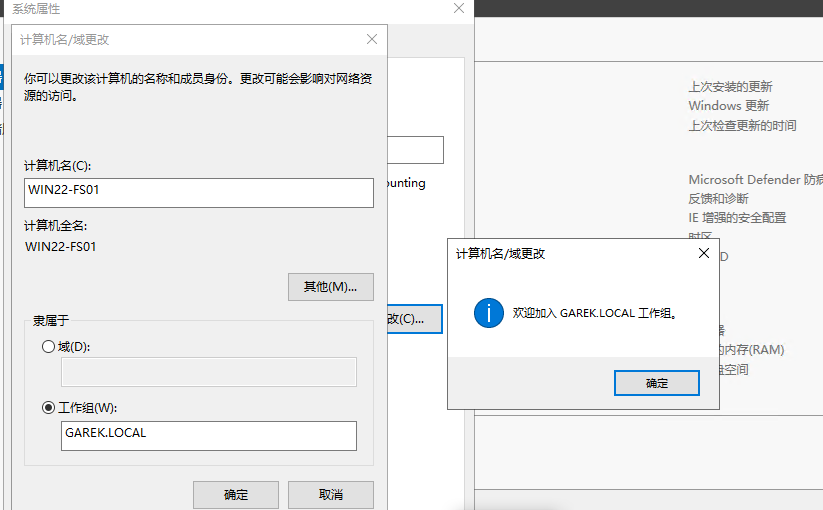 系统属性
计算机名/域更改
你可以更改该计算机的名称和成员身份。更改可能会影响对网络资
源的访问。
计算机名(C):
WIN22-FS01
计算机全名:
WIN22-FS01
其他(M)...
隶属于
域(D):
工作组(W):
GAREK.LOCAL
确定
取消
ounting
改(C)...
上次安装的更新
Windows 更新
上次检查更新的时间
Microsoft Defender 防病
反馈和诊断
IE 增强的安全配置
时区
D
计算机名/域更改
欢迎加入 GAREK.LOCAL 工作组。
确定
器
的内存(RAM)
盘空间